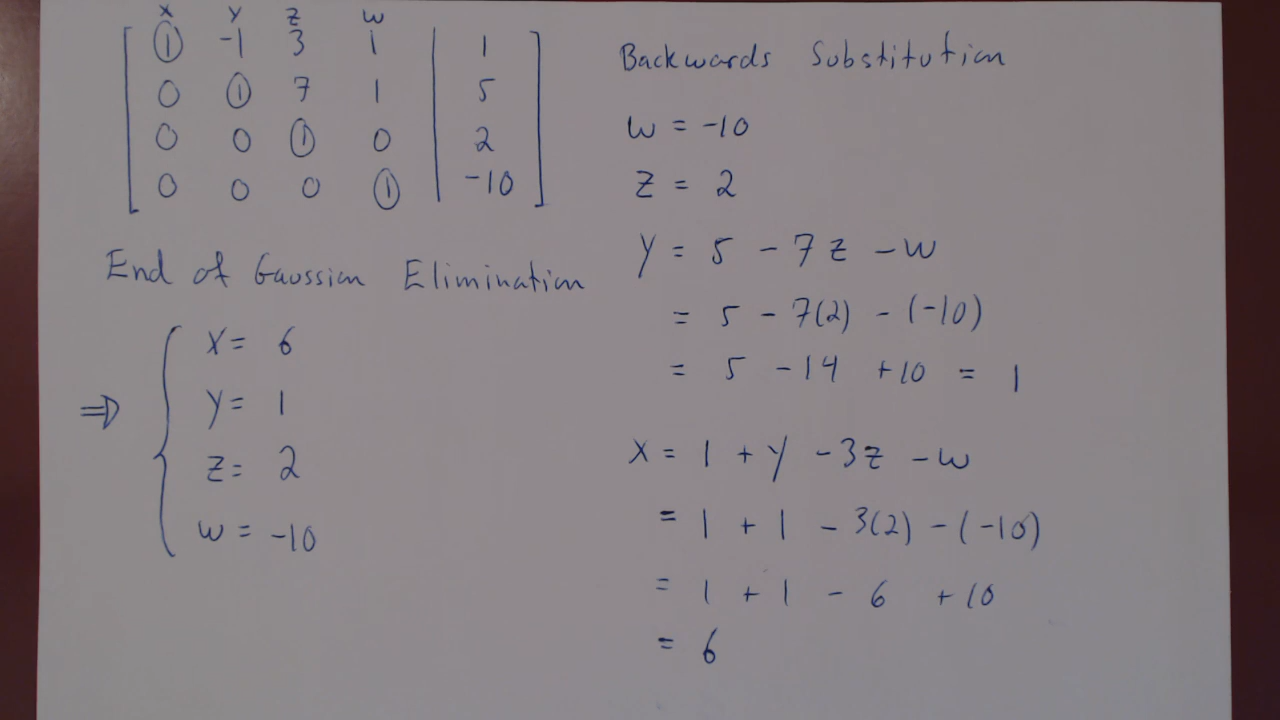 x y z w
1 -1 3 1 | 1
0 1 7 1 | 5
0 0 1 0 | 2
0 0 0 1 | -10
End of Gaussian Elimination
⇒ { x = 6
y = 1
z = 2
w = -10
Backwards Substitution
w = -10
z = 2
y = 5 - 7z - w
= 5 - 7(2) - (-10)
= 5 - 14 + 10 = 1
x = 1 + y - 3z - w
= 1 + 1 - 3(2) - (-10)
= 1 + 1 - 6 + 10
= 6